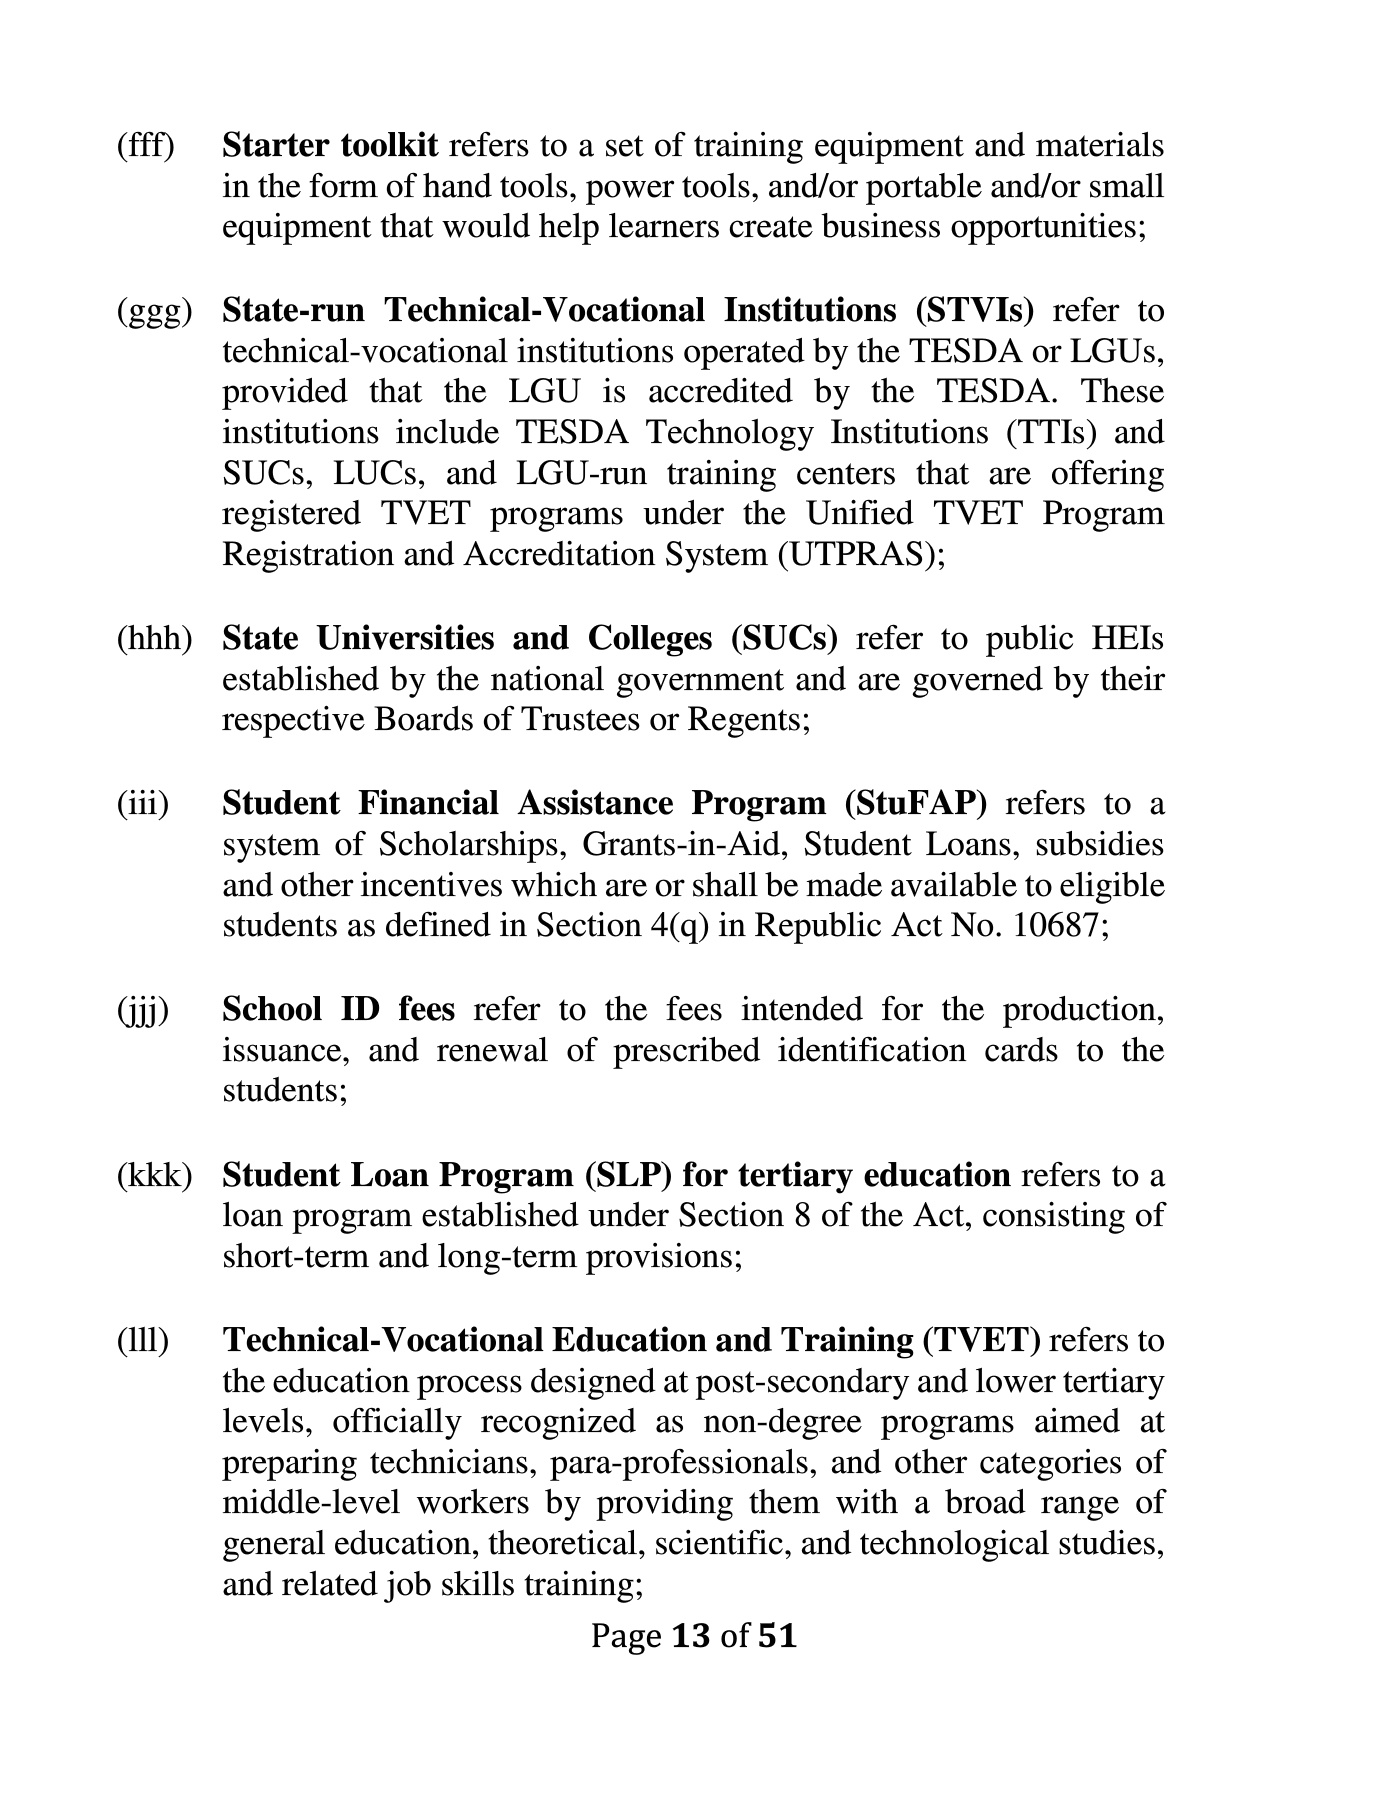 (fff) Starter toolkit refers to a set of training equipment and materials
in the form of hand tools, power tools, and/or portable and/or small
equipment that would help learners create business opportunities;
(ggg) State-run Technical-Vocational Institutions (STVIs) refer to
technical-vocational institutions operated by the TESDA or LGUs,
provided that the LGU is accredited by the TESDA. These
institutions include TESDA Technology Institutions (TTIs) and
SUCs, LUCs, and LGU-run training centers that are offering
registered TVET programs under the Unified TVET Program
Registration and Accreditation System (UTPRAS);
(hhh) State Universities and Colleges (SUCs) refer to public HEIs
established by the national government and are governed by their
respective Boards of Trustees or Regents;
(iii) Student Financial Assistance Program (StuFAP) refers to a
system of Scholarships, Grants-in-Aid, Student Loans, subsidies
and other incentives which are or shall be made available to eligible
students as defined in Section 4(q) in Republic Act No. 10687;
(jjj) School ID fees refer to the fees intended for the production,
issuance, and renewal of prescribed identification cards to the
students;
(kkk) Student Loan Program (SLP) for tertiary education refers to a
loan program established under Section 8 of the Act, consisting of
short-term and long-term provisions;
(lll) Technical-Vocational Education and Training (TVET) refers to
the education process designed at post-secondary and lower tertiary
levels, officially recognized as non-degree programs aimed at
preparing technicians, para-professionals, and other categories of
middle-level workers by providing them with a broad range of
general education, theoretical, scientific, and technological studies,
and related job skills training;
Page 13 of 51